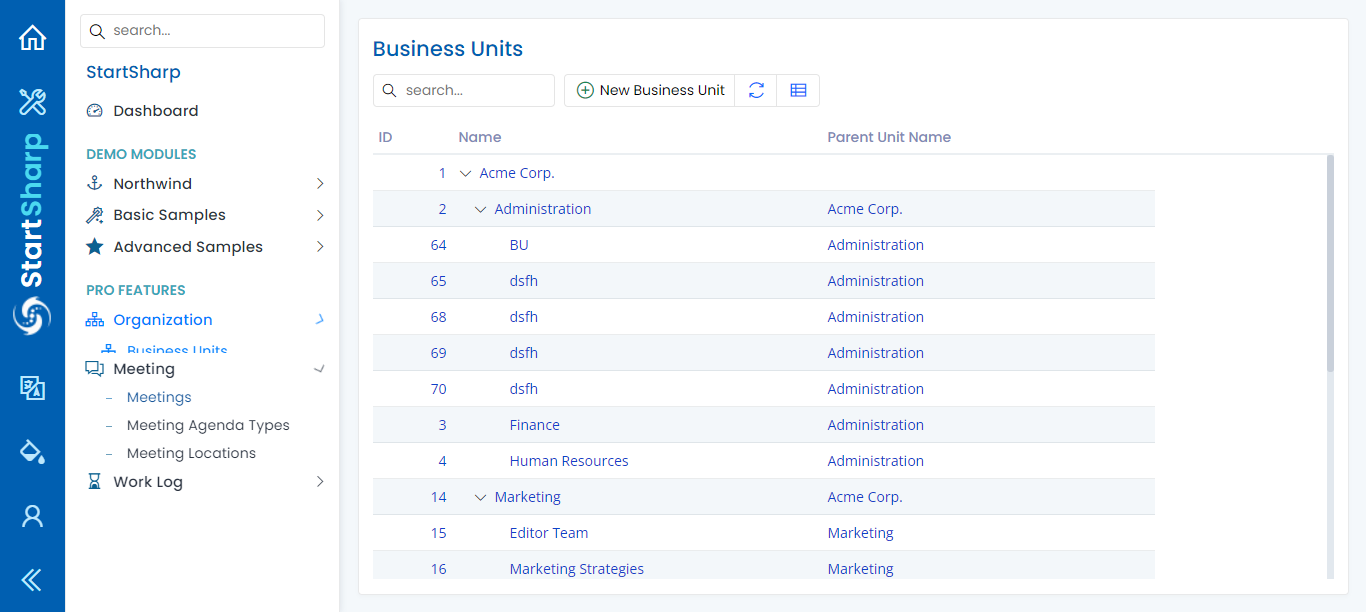 StartSharp
search...
StartSharp
Dashboard
DEMO MODULES
Northwind
Basic Samples
Advanced Samples
PRO FEATURES
Organization
Business Units
Meeting
Meetings
Meeting Agenda Types
Meeting Locations
Work Log
Business Units
search...
New Business Unit
ID Name Parent Unit Name
1 Acme Corp.
2 Administration Acme Corp.
64 BU Administration
65 dsfh Administration
68 dsfh Administration
69 dsfh Administration
70 dsfh Administration
3 Finance Administration
4 Human Resources Administration
14 Marketing Acme Corp.
15 Editor Team Marketing
16 Marketing Strategies Marketing